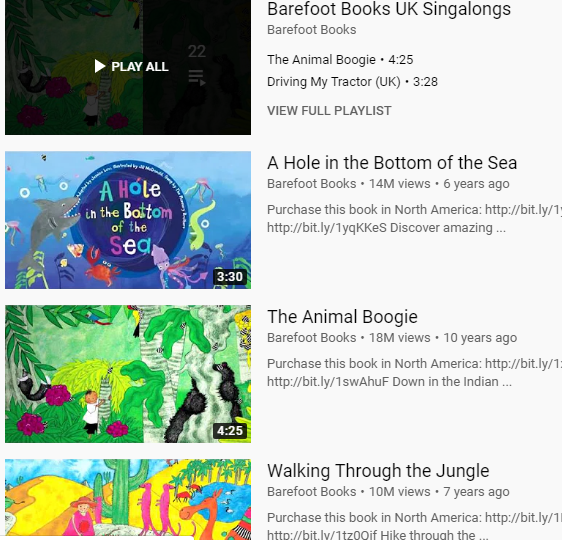 Barefoot Books UK Singalongs
Barefoot Books
22
PLAY ALL
The Animal Boogie • 4:25
Driving My Tractor (UK) • 3:28
VIEW FULL PLAYLIST
A Hole in the Bottom of the Sea
Barefoot Books • 14M views • 6 years ago
Purchase this book in North America: http://bit.ly/1y
http://bit.ly/1yqKKeS Discover amazing ...
A Hole
in the Bottom
of the
Sea
3:30
The Animal Boogie
Barefoot Books • 18M views • 10 years ago
Purchase this book in North America: http://bit.ly/1
http://bit.ly/1swAhuF Down in the Indian ...
4:25
Walking Through the Jungle
Barefoot Books • 10M views • 7 years ago
Purchase this book in North America: http://bit.ly/1
http://bit.ly/1tz0Oif Hike through the ...